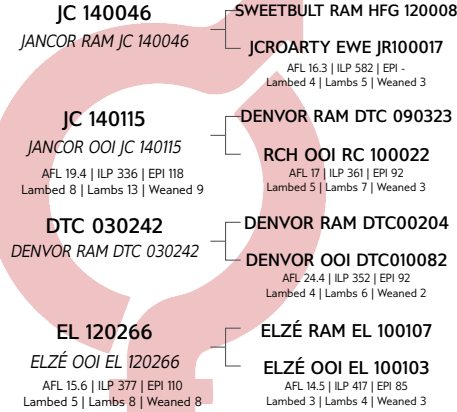 JC 140046
JANCOR RAM JC 140046
SWEETBULT RAM HFG 120008
JCROARTY EWE JR100017
AFL 16.3 | ILP 582 | EPI -
Lambed 4 | Lambs 5 | Weaned 3
JC 140115
JANCOR OOI JC 140115
AFL 19.4 | ILP 336 | EPI 118
Lambed 8 | Lambs 13 | Weaned 9
DENVOR RAM DTC 090323
RCH OOI RC 100022
AFL 17 | ILP 361 | EPI 92
Lambed 5 | Lambs 7 | Weaned 3
DTC 030242
DENVOR RAM DTC 030242
DENVOR RAM DTC00204
DENVOR OOI DTC010082
AFL 24.4 | ILP 352 | EPI 92
Lambed 4 | Lambs 6 | Weaned 2
EL 120266
ELZÉ OOI EL 120266
AFL 15.6 | ILP 377 | EPI 110
Lambed 5 | Lambs 8 | Weaned 8
ELZÉ RAM EL 100107
ELZÉ OOI EL 100103
AFL 14.5 | ILP 417 | EPI 85
Lambed 3 | Lambs 4 | Weaned 3